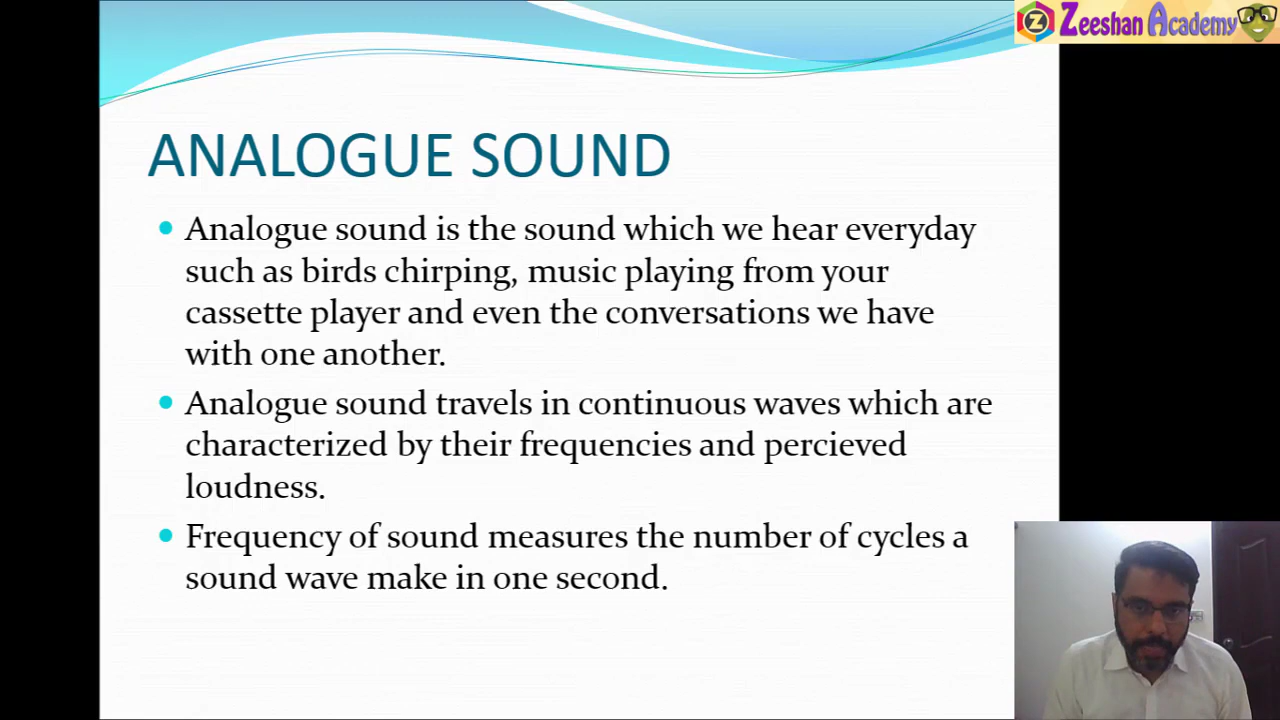 Zeeshan Academy
ANALOGUE SOUND
• Analogue sound is the sound which we hear everyday
such as birds chirping, music playing from your
cassette player and even the conversations we have
with one another.
• Analogue sound travels in continuous waves which are
characterized by their frequencies and percieved
loudness.
• Frequency of sound measures the number of cycles a
sound wave make in one second.